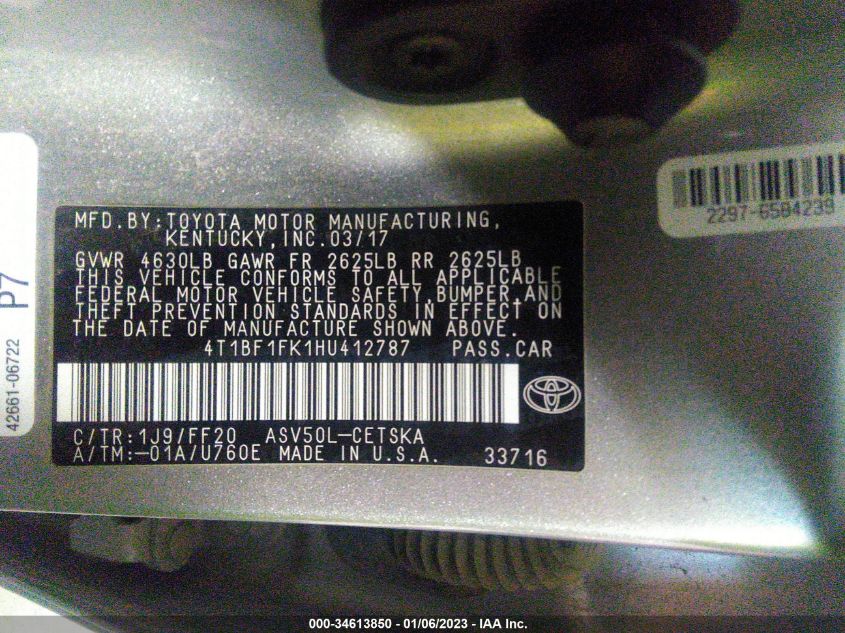 MFD.BY:TOYOTA MOTOR MANUFACTURING,
KENTUCKY,INC.03/17
GVWR 4630LB GAWR FR 2625LB RR 2625LB
THIS VEHICLE CONFORMS TO ALL APPLICABLE
FEDERAL MOTOR VEHICLE SAFETY,BUMPER,AND
THEFT PREVENTION STANDARDS IN EFFECT ON
THE DATE OF MANUFACTURE SHOWN ABOVE.
4T1BF1FK1HU412787 PASS.CAR
C/TR:1J9/FF20 ASV50L-CETSKA
A/TM:-01A/U760E MADE IN U.S.A. 33716
P7
42661-06722
2297-65B4239
000-34613850 - 01/06/2023 - IAA Inc.